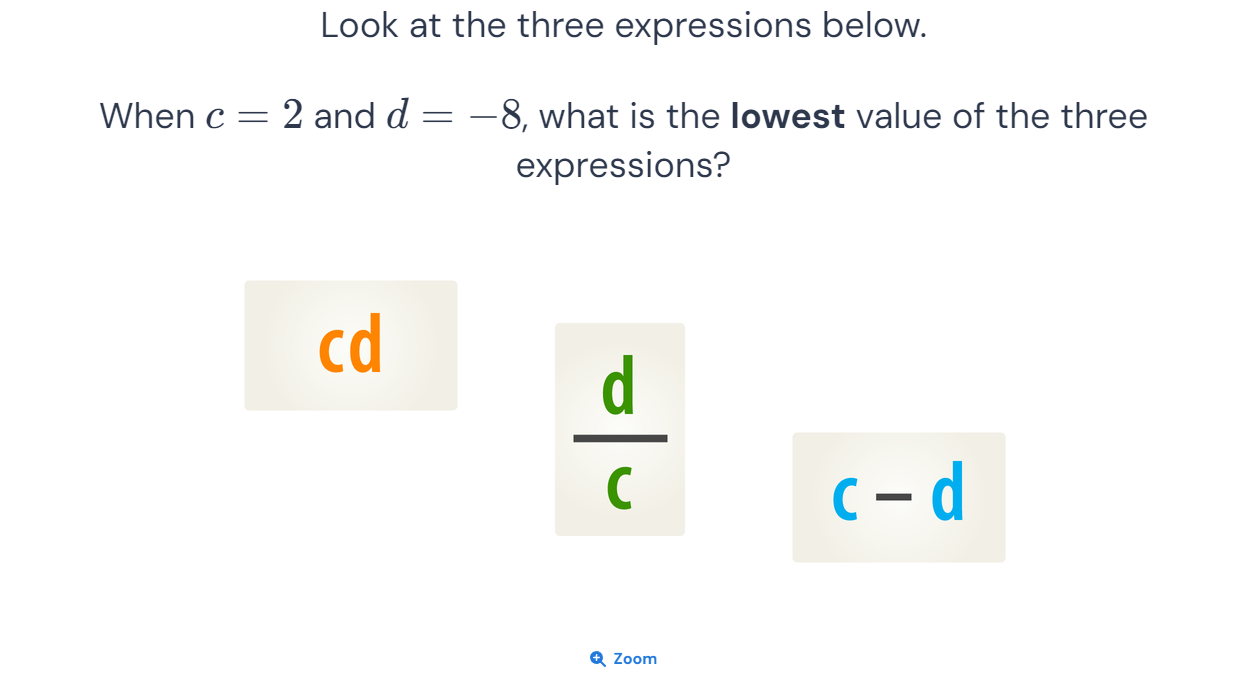 Look at the three expressions below.
When c = 2 and d = −8, what is the lowest value of the three
expressions?
cd
d
c
c − d
Zoom